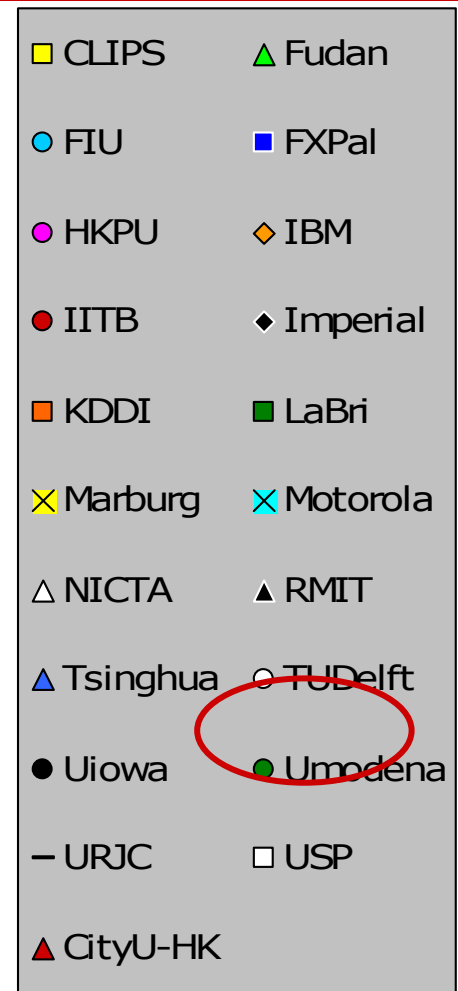 CLIPS Fudan
FIU FXPal
HKPU IBM
IITB Imperial
KDDI LaBri
Marburg Motorola
NICTA RMIT
Tsinghua TUDelft
Uiowa Umodena
URJC USP
CityU-HK